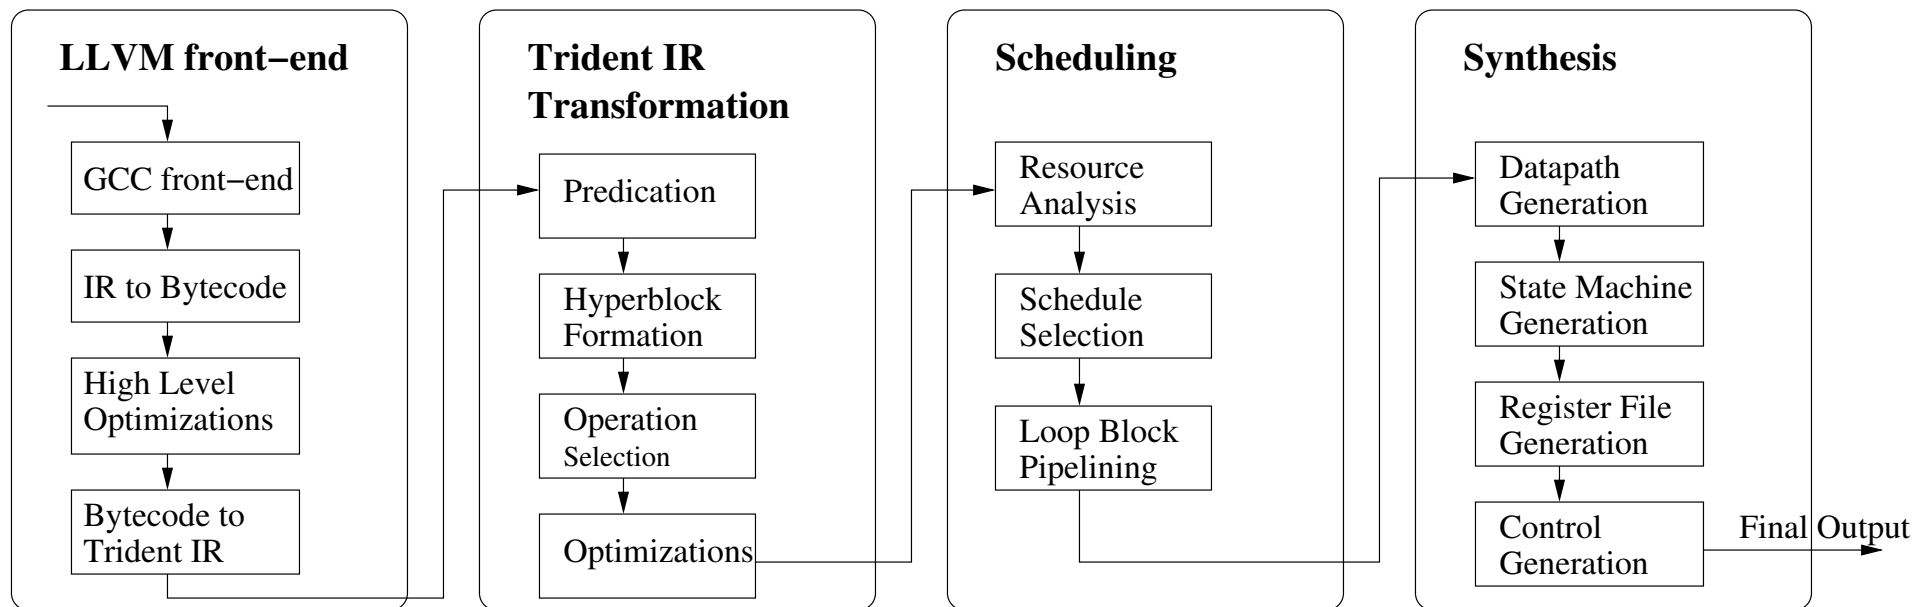 LLVM front−end
GCC front−end
IR to Bytecode
High Level
Optimizations
Bytecode to
Trident IR
Trident IR
Transformation
Predication
Hyperblock
Formation
Operation
Selection
Optimizations
Scheduling
Resource
Analysis
Schedule
Selection
Loop Block
Pipelining
Synthesis
Datapath
Generation
State Machine
Generation
Register File
Generation
Control
Generation
Final Output